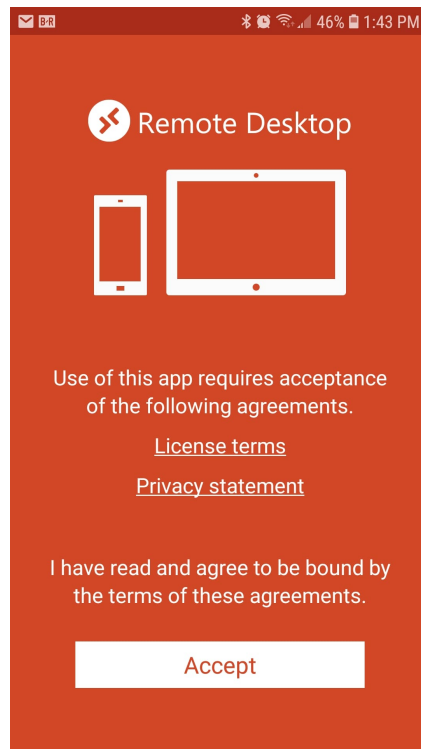 B·R 46% 1:43 PM
Remote Desktop
Use of this app requires acceptance
of the following agreements.
License terms
Privacy statement
I have read and agree to be bound by
the terms of these agreements.
Accept